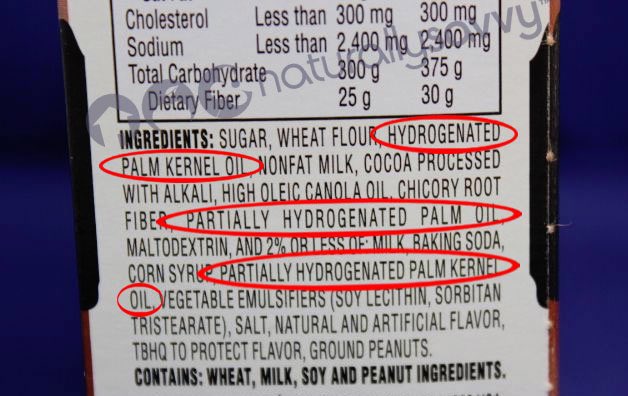 Cholesterol Less than 300 mg 300 mg
Sodium Less than 2,400 mg 2,400 mg
Total Carbohydrate 300 g 375 g
Dietary Fiber 25 g 30 g
naturallysavvy
INGREDIENTS: SUGAR, WHEAT FLOUR, HYDROGENATED
PALM KERNEL OIL, NONFAT MILK, COCOA PROCESSED
WITH ALKALI, HIGH OLEIC CANOLA OIL, CHICORY ROOT
FIBER, PARTIALLY HYDROGENATED PALM OIL,
MALTODEXTRIN, AND 2% OR LESS OF: MILK, BAKING SODA,
CORN SYRUP, PARTIALLY HYDROGENATED PALM KERNEL
OIL, VEGETABLE EMULSIFIERS (SOY LECITHIN, SORBITAN
TRISTEARATE), SALT, NATURAL AND ARTIFICIAL FLAVOR,
TBHQ TO PROTECT FLAVOR, GROUND PEANUTS.
CONTAINS: WHEAT, MILK, SOY AND PEANUT INGREDIENTS.